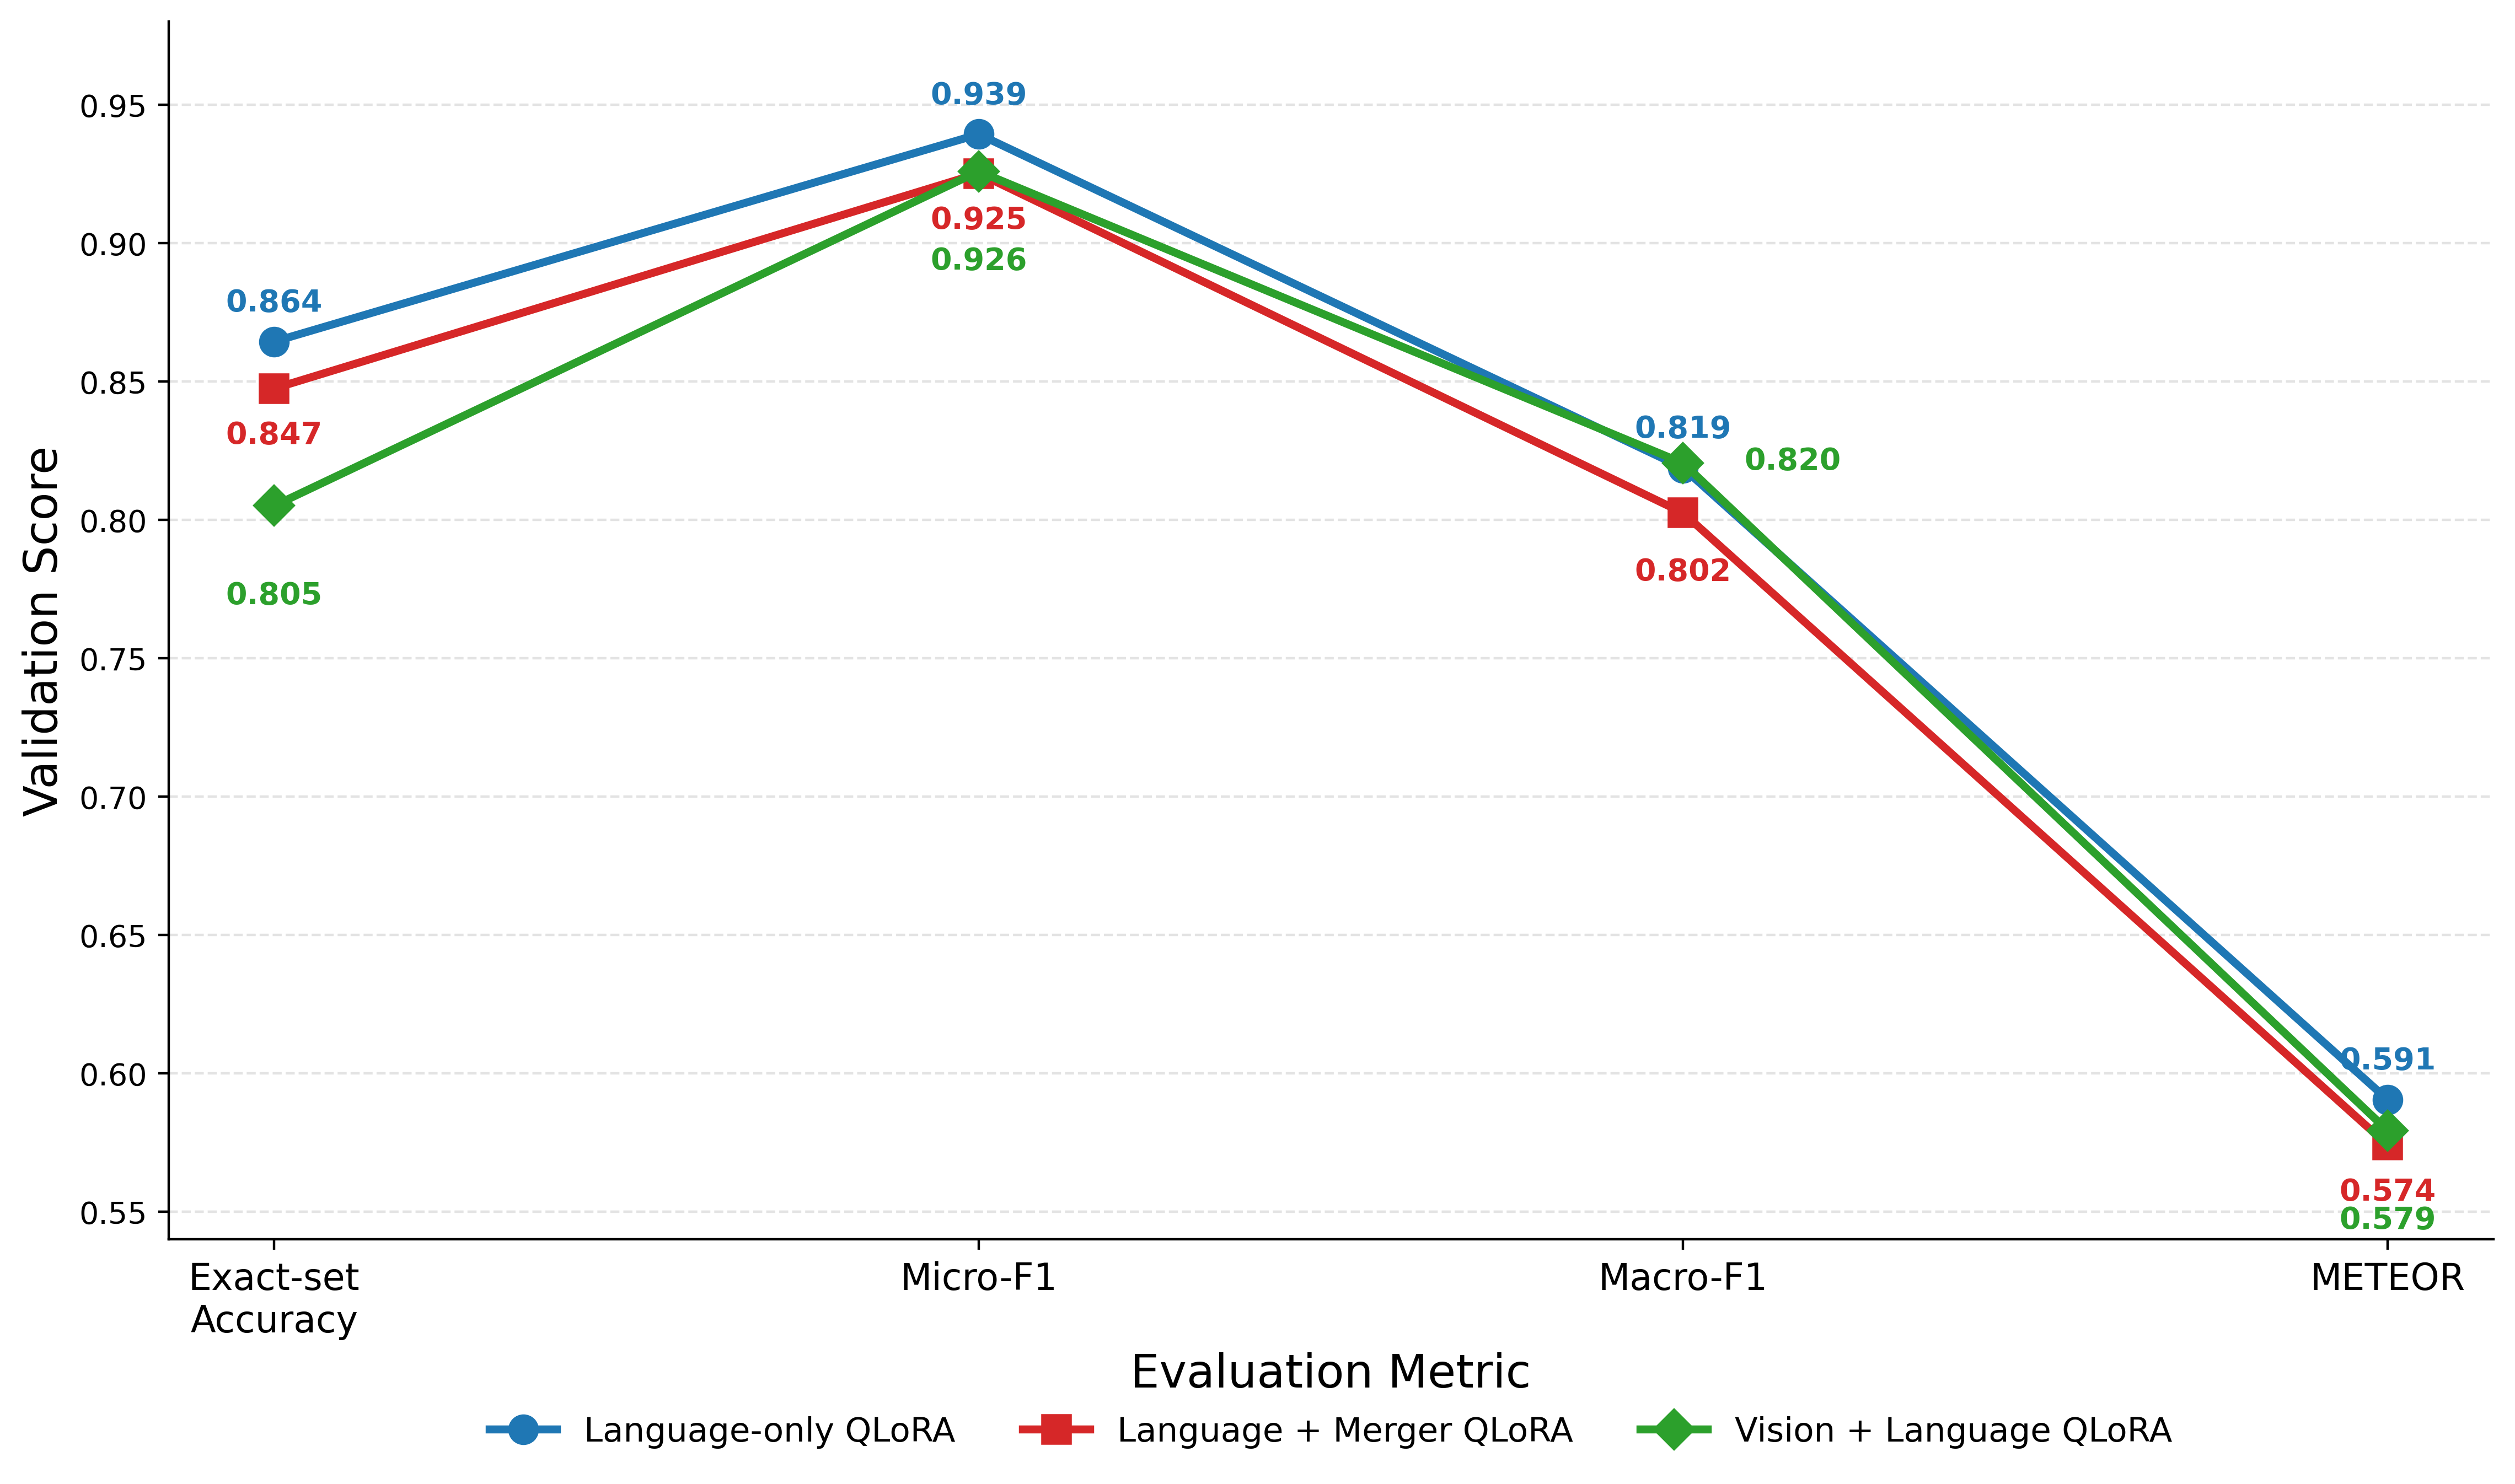 0.939
0.95
0.925
0.90
0.926
0.864
0.85
0.847
0.819
0.820
0.80
0.802
0.805
0.75
0.70
0.65
0.60
0.591
0.574
0.55
0.579
Validation Score
Exact-set
Accuracy
Micro-F1
Macro-F1
METEOR
Evaluation Metric
Language-only QLoRA
Language + Merger QLoRA
Vision + Language QLoRA